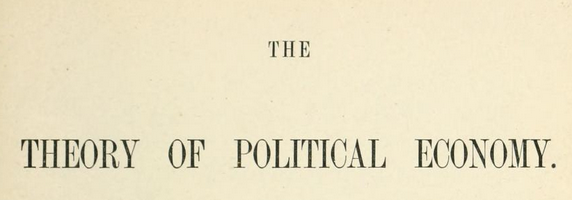 THE
THEORY OF POLITICAL ECONOMY.